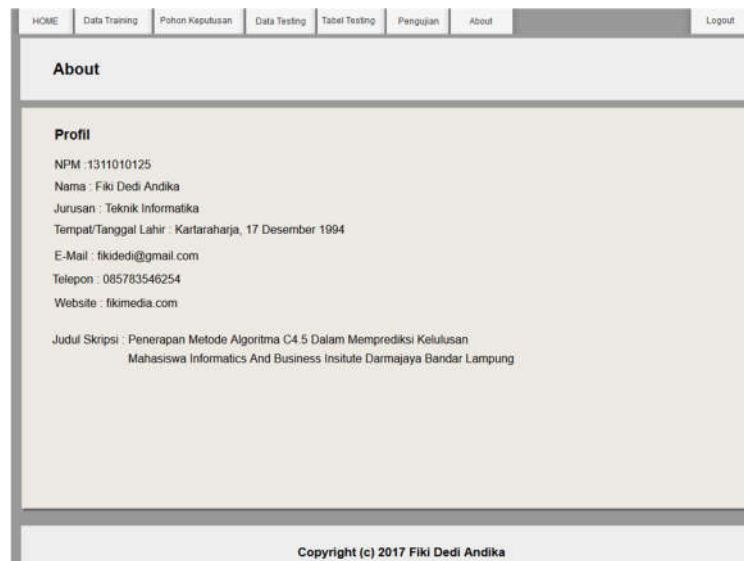 HOME Data Training Pohon Keputusan Data Testing Tabel Testing Pengujian About Logout
About
Profil
NPM :1311010125
Nama : Fiki Dedi Andika
Jurusan : Teknik Informatika
Tempat/Tanggal Lahir : Kartaraharja, 17 Desember 1994
E-Mail : fikidedi@gmail.com
Telepon : 085783546254
Website : fikimedia.com
Judul Skripsi : Penerapan Metode Algoritma C4.5 Dalam Memprediksi Kelulusan
Mahasiswa Informatics And Business Insitute Darmajaya Bandar Lampung
Copyright (c) 2017 Fiki Dedi Andika